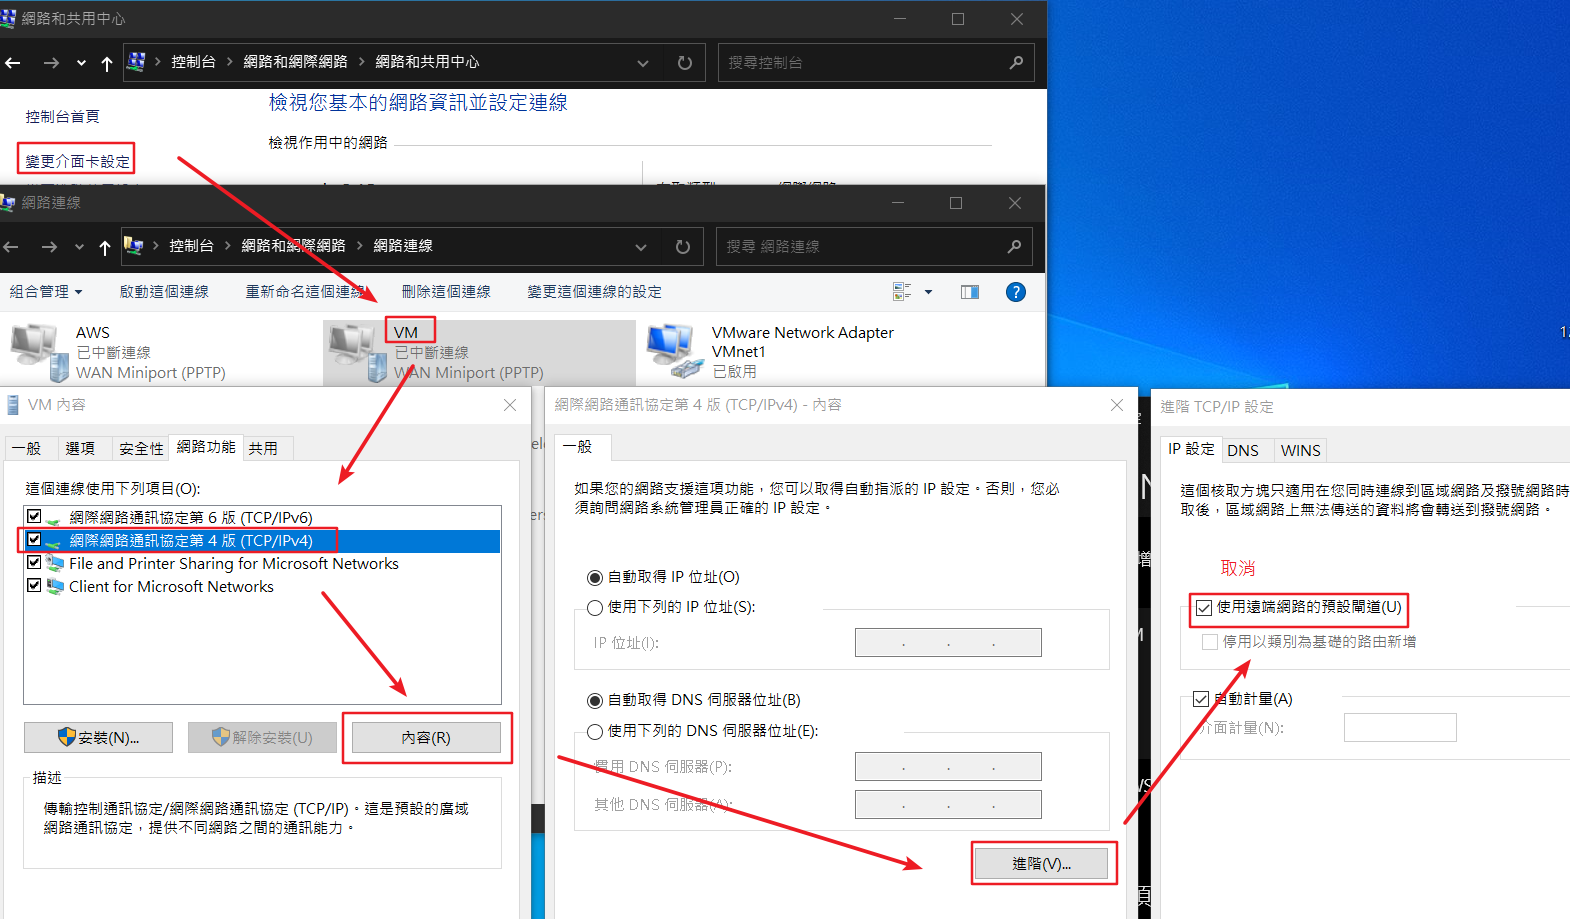 網路和共用中心
控制台 > 網路和網際網路 > 網路和共用中心
搜尋控制台
控制台首頁
變更介面卡設定
檢視您基本的網路資訊並設定連線
檢視作用中的網路
網路連線
控制台 > 網路和網際網路 > 網路連線
搜尋 網路連線
組合管理
啟動這個連線
重新命名這個連線
刪除這個連線
變更這個連線的設定
AWS
已中斷連線
WAN Miniport (PPTP)
VM
已中斷連線
WAN Miniport (PPTP)
VMware Network Adapter
VMnet1
已啟用
VM 內容
一般
選項
安全性
網路功能
共用
這個連線使用下列項目(O):
網際網路通訊協定第 6 版 (TCP/IPv6)
網際網路通訊協定第 4 版 (TCP/IPv4)
File and Printer Sharing for Microsoft Networks
Client for Microsoft Networks
安裝(N)...
解除安裝(U)
內容(R)
描述
傳輸控制通訊協定/網際網路通訊協定 (TCP/IP)。這是預設的廣域
網路通訊協定，提供不同網路之間的通訊能力。
網際網路通訊協定第 4 版 (TCP/IPv4) - 內容
一般
如果您的網路支援這項功能，您可以取得自動指派的 IP 設定。否則，您必
須詢問網路系統管理員正確的 IP 設定。
自動取得 IP 位址(O)
使用下列的 IP 位址(S):
IP 位址(I):
自動取得 DNS 伺服器位址(B)
使用下列的 DNS 伺服器位址(E):
慣用 DNS 伺服器(P):
其他 DNS 伺服器(A):
進階(V)...
進階 TCP/IP 設定
IP 設定
DNS
WINS
這個核取方塊只適用在您同時連線到區域網路及撥號網路時
取後，區域網路上無法傳送的資料將會轉送到撥號網路。
取消
使用遠端網路的預設閘道(U)
停用以類別為基礎的路由新增
自動計量(A)
介面計量(N):